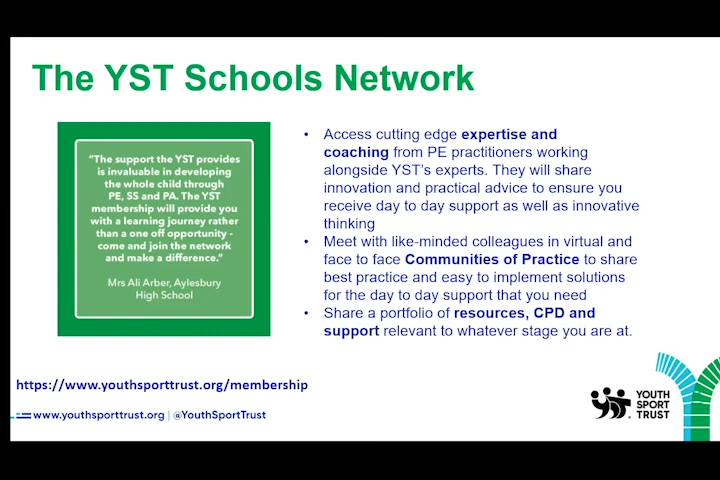 The YST Schools Network
"The support the YST provides
is invaluable in developing
the whole child through
PE, SS and PA. The YST
membership will provide you
with a learning journey rather
than a one off opportunity -
come and join the network
and make a difference."
Mrs Ali Arber, Aylesbury
High School
• Access cutting edge expertise and
coaching from PE practitioners working
alongside YST's experts. They will share
innovation and practical advice to ensure you
receive day to day support as well as innovative
thinking
• Meet with like-minded colleagues in virtual and
face to face Communities of Practice to share
best practice and easy to implement solutions
for the day to day support that you need
• Share a portfolio of resources, CPD and
support relevant to whatever stage you are at.
https://www.youthsporttrust.org/membership
www.youthsporttrust.org | @YouthSportTrust
YOUTH
SPORT
TRUST